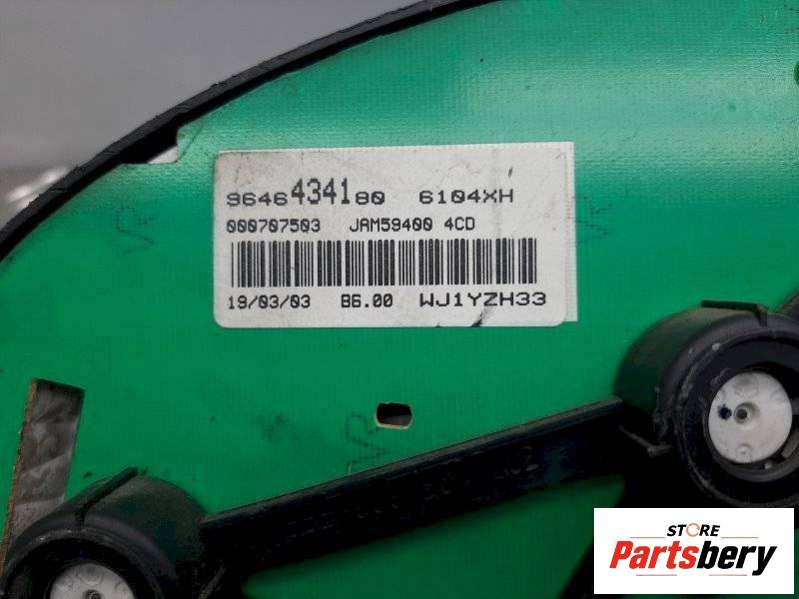 9646434180 6104XH
000707503 JAM59400 4CD
19/03/03 B6.00 WJ1YZH33
STORE
Partsbery